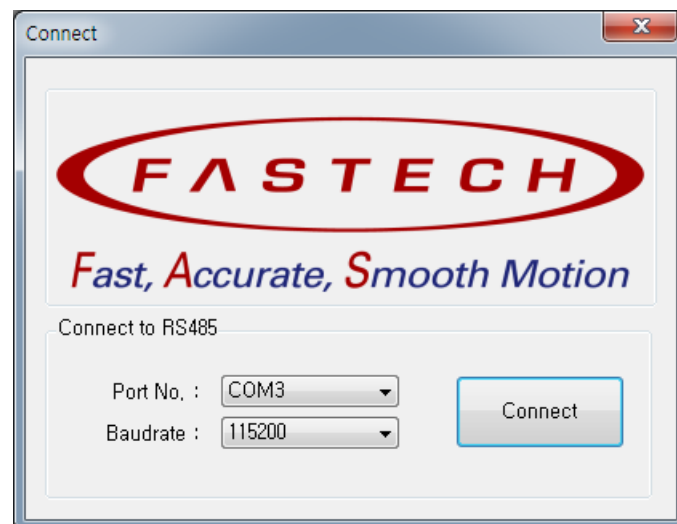 Connect
FASTECH
Fast, Accurate, Smooth Motion
Connect to RS485
Port No, : COM3
Connect
Baudrate : 115200